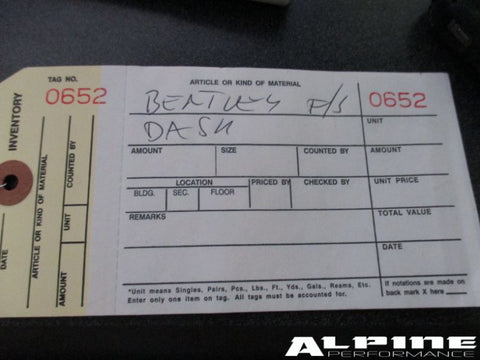 TAG NO.
0652
INVENTORY
DATE
ARTICLE OR KIND OF MATERIAL
AMOUNT
UNIT
COUNTED BY
ARTICLE OR KIND OF MATERIAL
BENTLEY P/S
DASH
0652
UNIT
AMOUNT SIZE COUNTED BY AMOUNT
LOCATION PRICED BY CHECKED BY UNIT PRICE
BLDG. SEC. FLOOR
REMARKS TOTAL VALUE
DATE
*Unit means Singles, Pairs, Pcs., Lbs., Ft., Yds., Gals., Reams, Etc.
Enter only one item on tag. All tags must be accounted for.
If notations are made on
back mark X here
ALPINE
PERFORMANCE